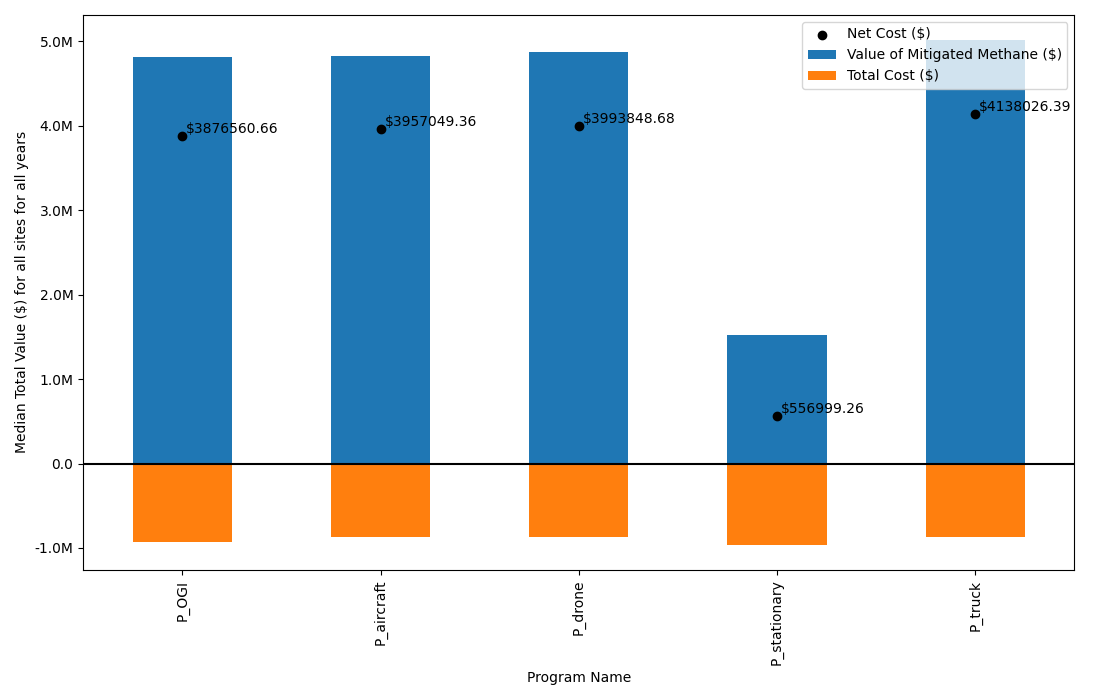 Net Cost ($)
Value of Mitigated Methane ($)
Total Cost ($)
Median Total Value ($) for all sites for all years
5.0M
4.0M
3.0M
2.0M
1.0M
0.0
-1.0M
$3876560.66
$3957049.36
$3993848.68
$556999.26
$4138026.39
P_OGI
P_aircraft
P_drone
P_stationary
P_truck
Program Name